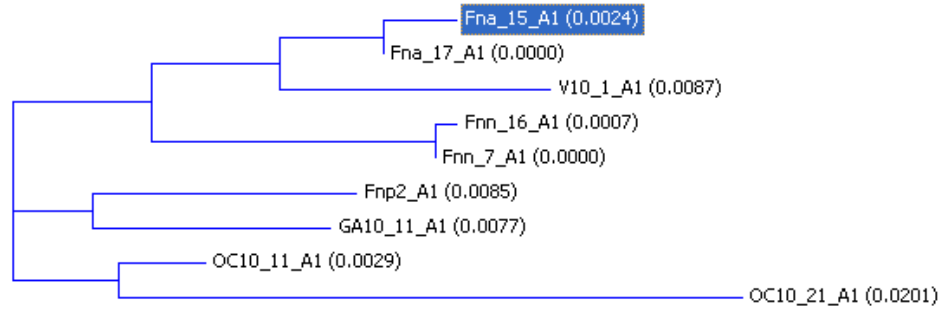 Fna_15_A1 (0.0024)
Fna_17_A1 (0.0000)
V10_1_A1 (0.0087)
Fnn_16_A1 (0.0007)
Fnn_7_A1 (0.0000)
Fnp2_A1 (0.0085)
GA10_11_A1 (0.0077)
OC10_11_A1 (0.0029)
OC10_21_A1 (0.0201)